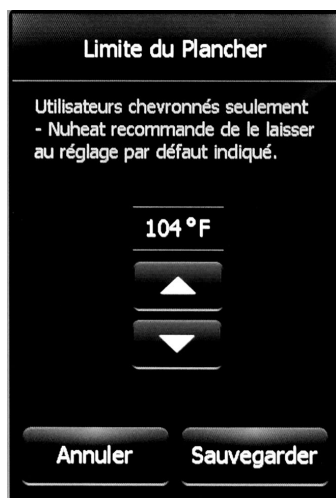 Limite du Plancher
Utilisateurs chevronnés seulement
- Nuheat recommande de le laisser
au réglage par défaut indiqué.
104°F
Annuler
Sauvegarder